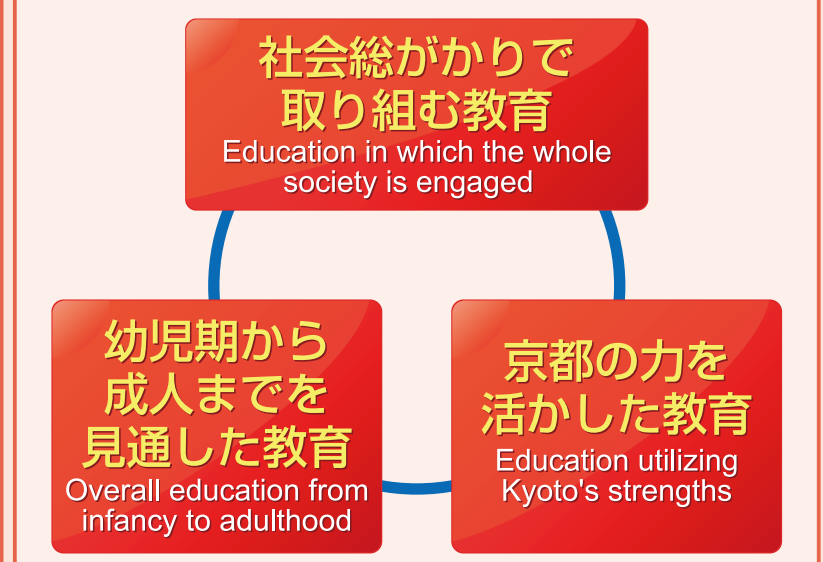 社会総がかりで
取り組む教育
Education in which the whole
society is engaged
幼児期から
成人までを
見通した教育
Overall education from
infancy to adulthood
京都の力を
活かした教育
Education utilizing
Kyoto's strengths